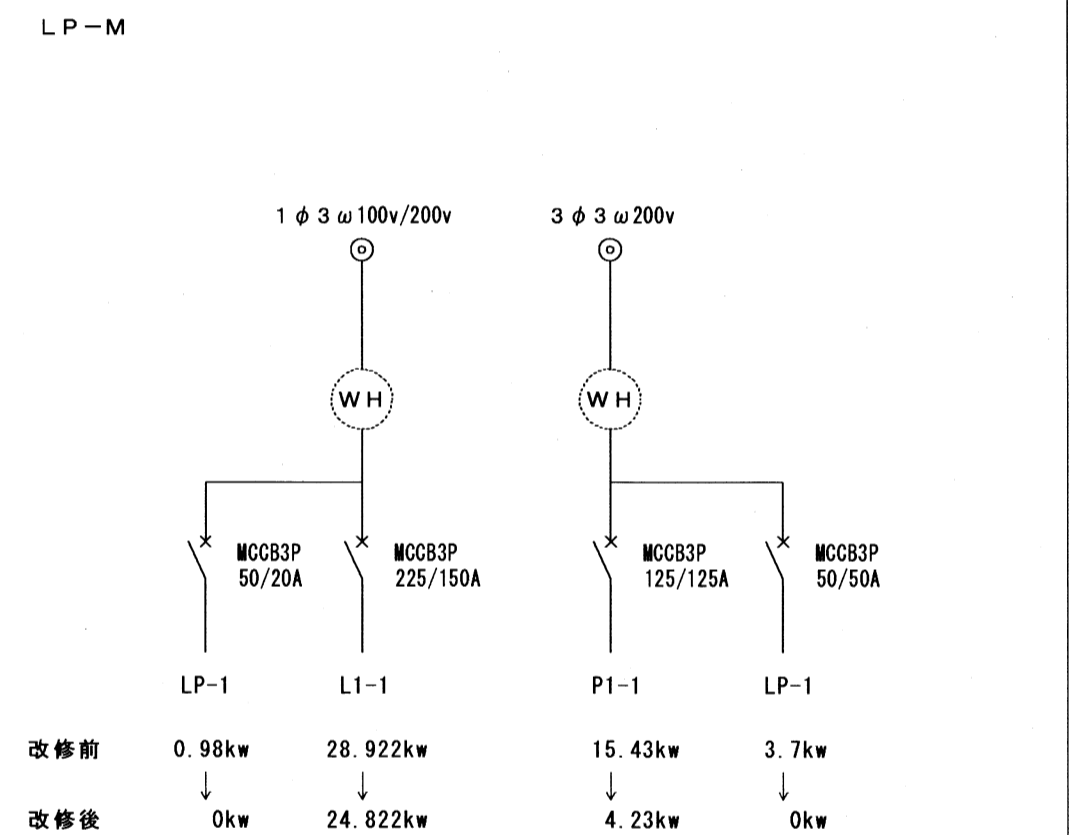 LP−M
1φ3ω100v/200v 3φ3ω200v
WH WH
MCCB3P MCCB3P MCCB3P MCCB3P
50/20A 225/150A 125/125A 50/50A
LP-1 L1-1 P1-1 LP-1
改修前 0.98kw 28.922kw 15.43kw 3.7kw
↓ ↓ ↓ ↓
改修後 0kw 24.822kw 4.23kw 0kw